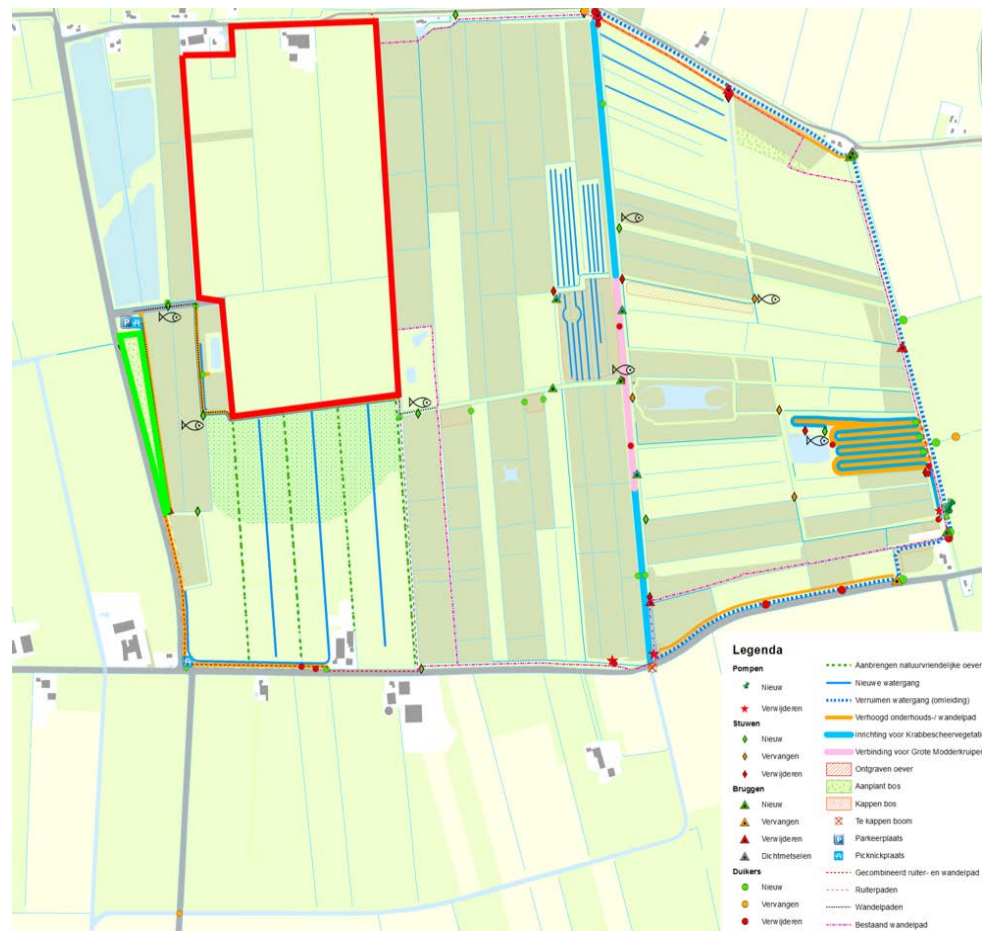 Legenda
Pompen
Nieuw
Verwijderen
Stuwen
Nieuw
Vervangen
Verwijderen
Bruggen
Nieuw
Vervangen
Verwijderen
Dichtmetselen
Duikers
Nieuw
Vervangen
Verwijderen
Aanbrengen natuurvriendelijke oever
Nieuwe watergang
Verruimen watergang (omleiding)
Verhoogd onderhouds-/ wandelpad
Inrichting voor Krabbescheervegetati
Verbinding voor Grote Modderkruiper
Ontgraven oever
Aanplant bos
Kappen bos
Te kappen boom
P Parkeerplaats
Picknickplaats
Gecombineerd ruiter- en wandelpad
Ruiterpaden
Wandelpaden
Bestaand wandelpad
P